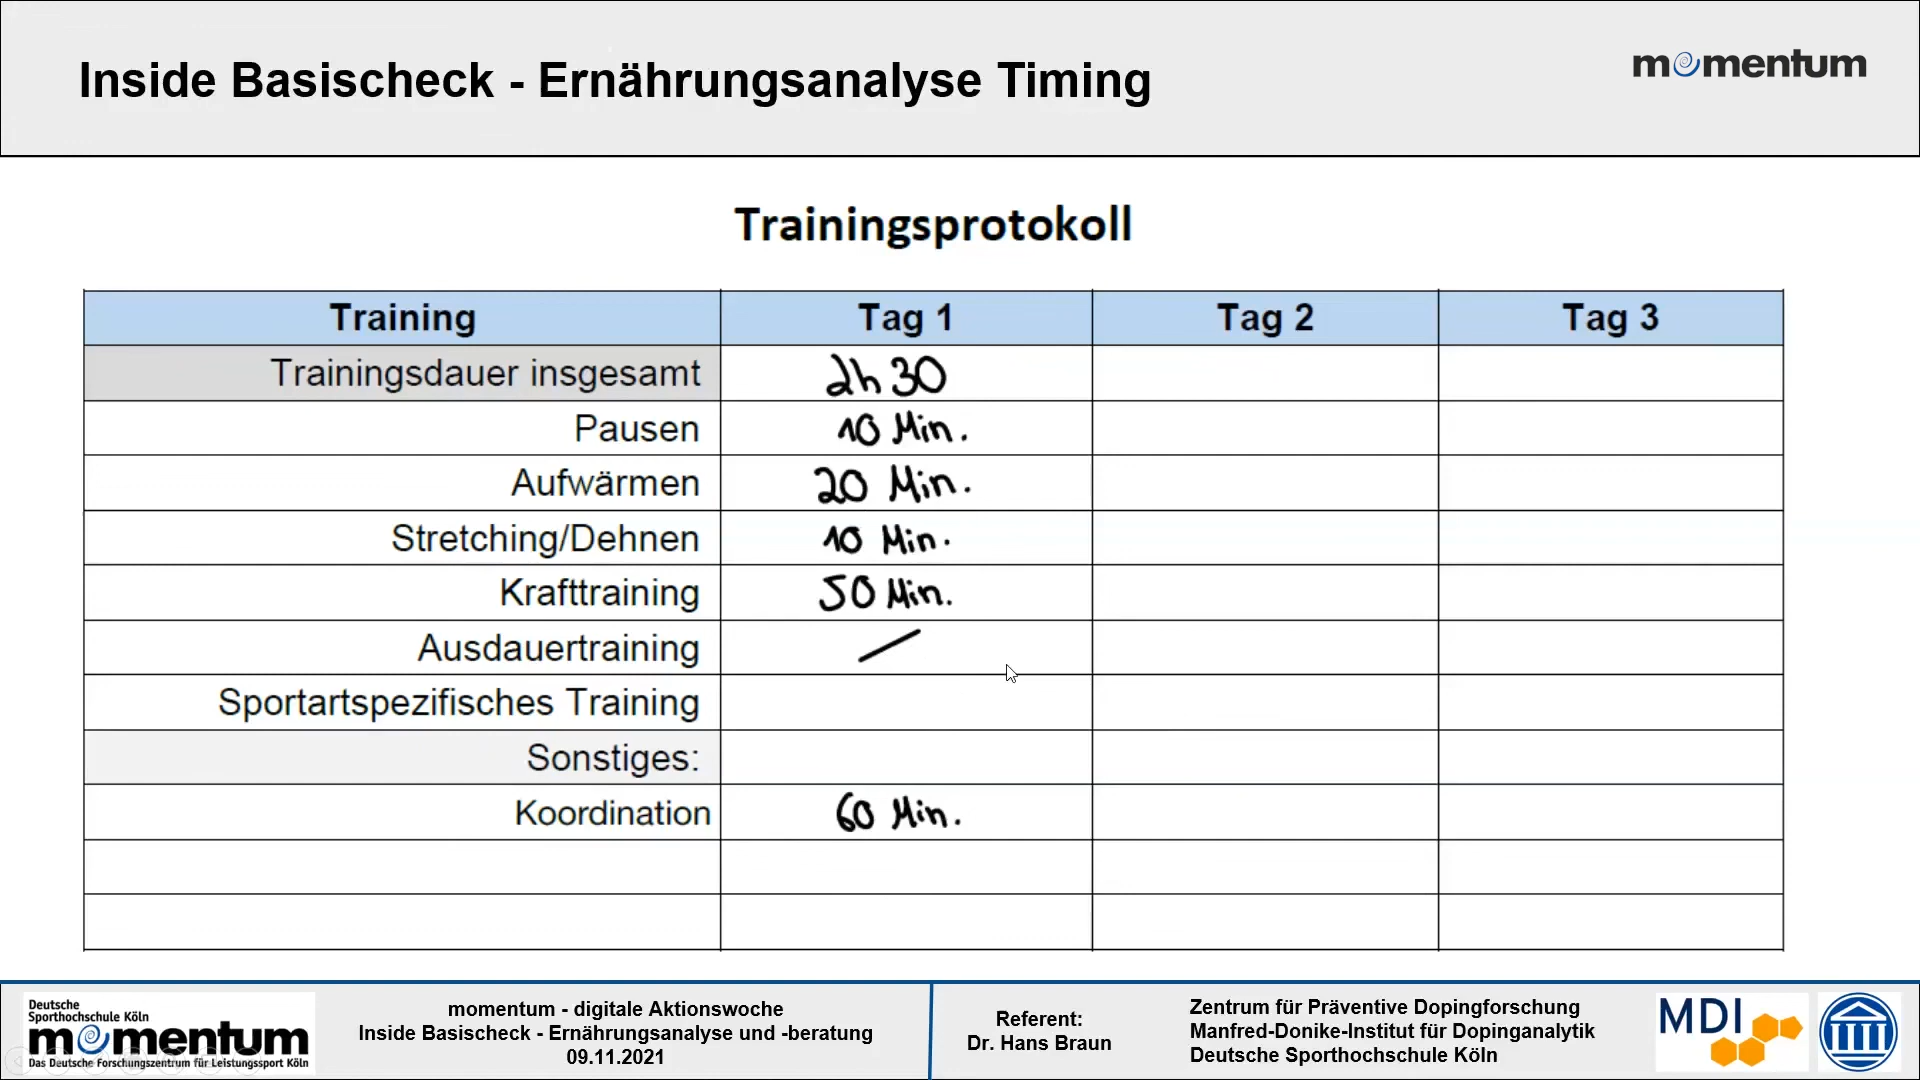 Inside Basischeck - Ernährungsanalyse Timing
momentum
Trainingsprotokoll
Training Tag 1 Tag 2 Tag 3
Trainingsdauer insgesamt 2h 30
Pausen 10 Min.
Aufwärmen 20 Min.
Stretching/Dehnen 10 Min.
Krafttraining 50 Min.
Ausdauertraining /
Sportartspezifisches Training
Sonstiges:
Koordination 60 Min.
Deutsche
Sporthochschule Köln
momentum
Das Deutsche Forschungszentrum für Leistungssport Köln
momentum - digitale Aktionswoche
Inside Basischeck - Ernährungsanalyse und -beratung
09.11.2021
Referent:
Dr. Hans Braun
Zentrum für Präventive Dopingforschung
Manfred-Donike-Institut für Dopinganalytik
Deutsche Sporthochschule Köln
MDI